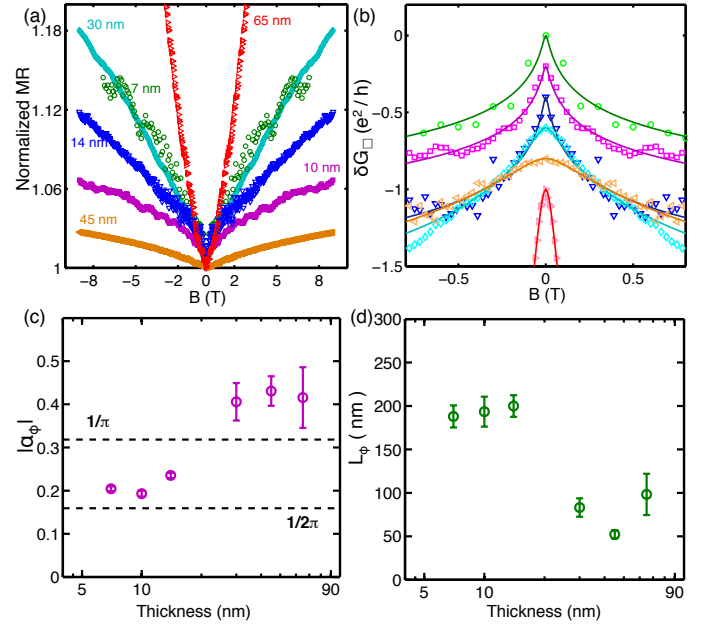 (a)
1.18
1.12
1.06
1
Normalized MR
30 nm
65 nm
7 nm
14 nm
10 nm
45 nm
−8
−5
−2
0
2
5
8
B (T)
(b)
0
−0.5
−1
−1.5
δG□ (e² / h)
−0.5
0
0.5
B (T)
(c)
0.5
0.4
0.3
0.2
0.1
0
|αϕ|
1/π
1/2π
5
10
90
Thickness (nm)
(d)
300
250
200
150
100
50
0
Lϕ ( nm )
5
10
90
Thickness (nm)